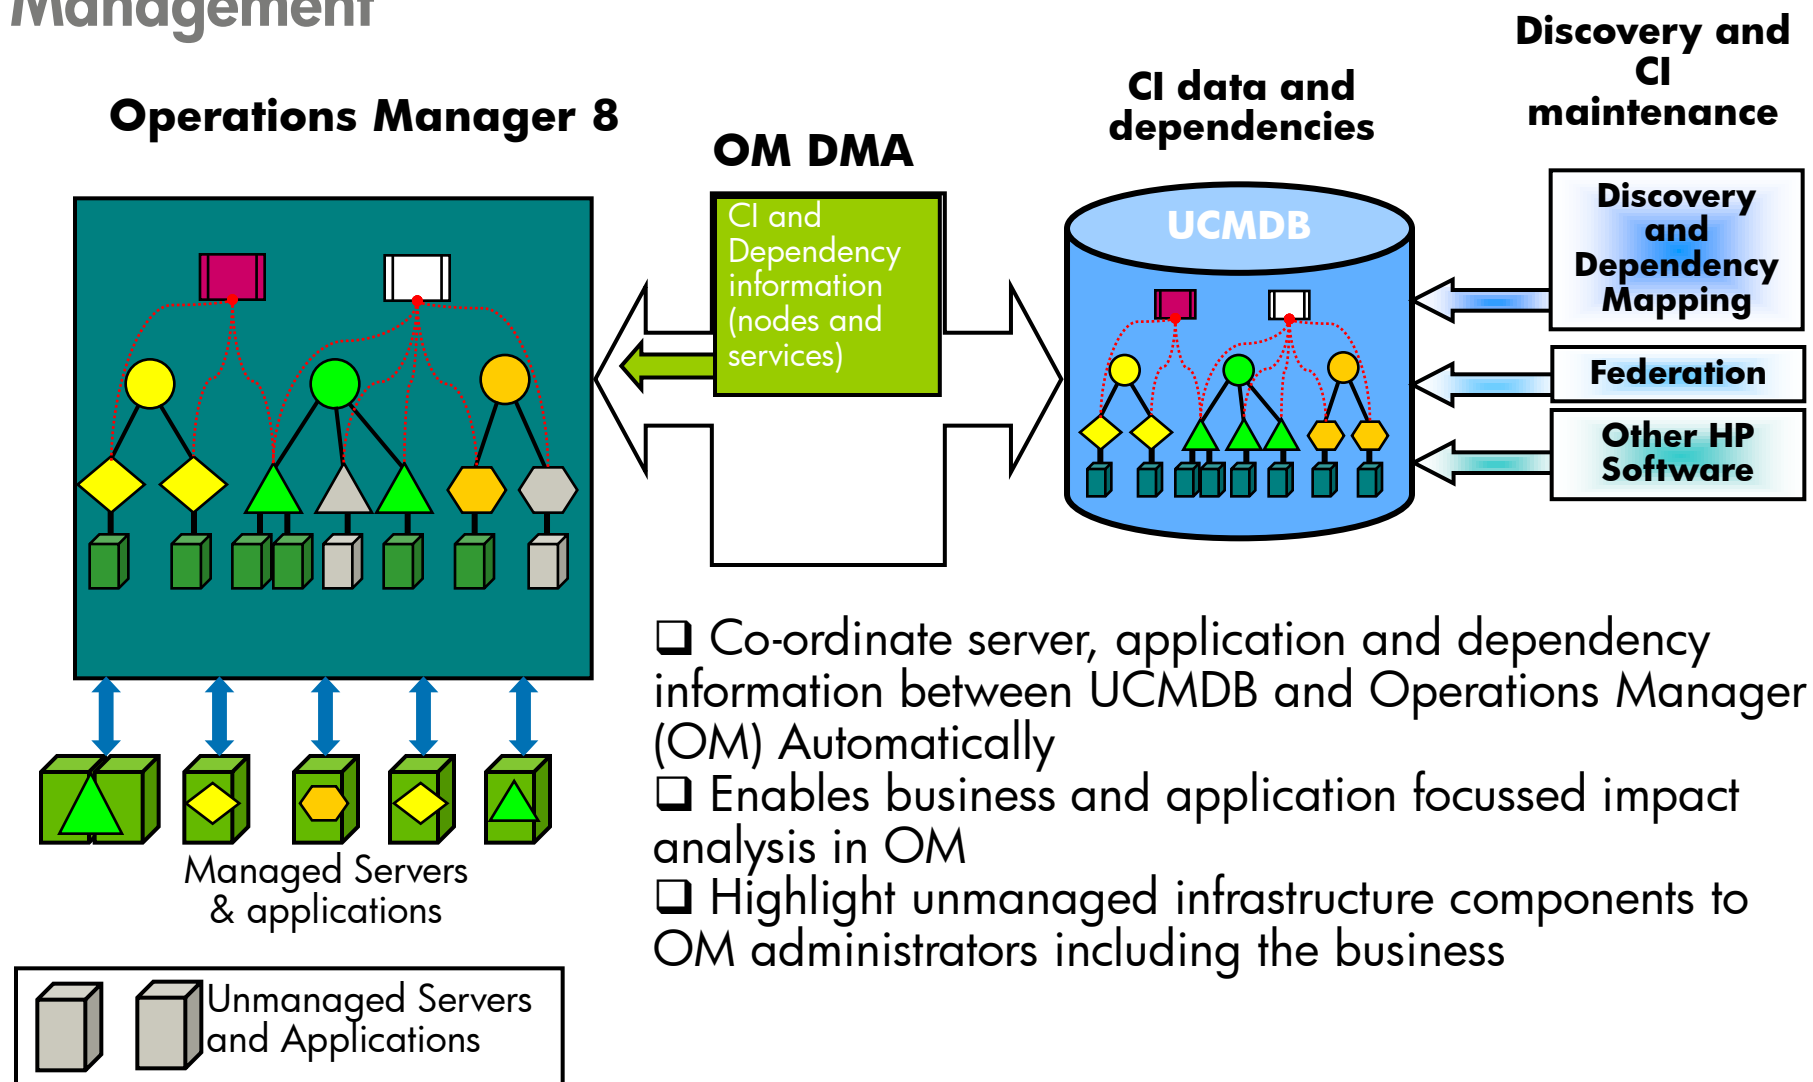 Management
Operations Manager 8
OM DMA
CI data and
dependencies
Discovery and
CI
maintenance
CI and
Dependency
information
(nodes and
services)
UCMDB
Discovery
and
Dependency
Mapping
Federation
Other HP
Software
❑ Co-ordinate server, application and dependency
information between UCMDB and Operations Manager
(OM) Automatically
❑ Enables business and application focussed impact
analysis in OM
❑ Highlight unmanaged infrastructure components to
OM administrators including the business
Managed Servers
& applications
Unmanaged Servers
and Applications